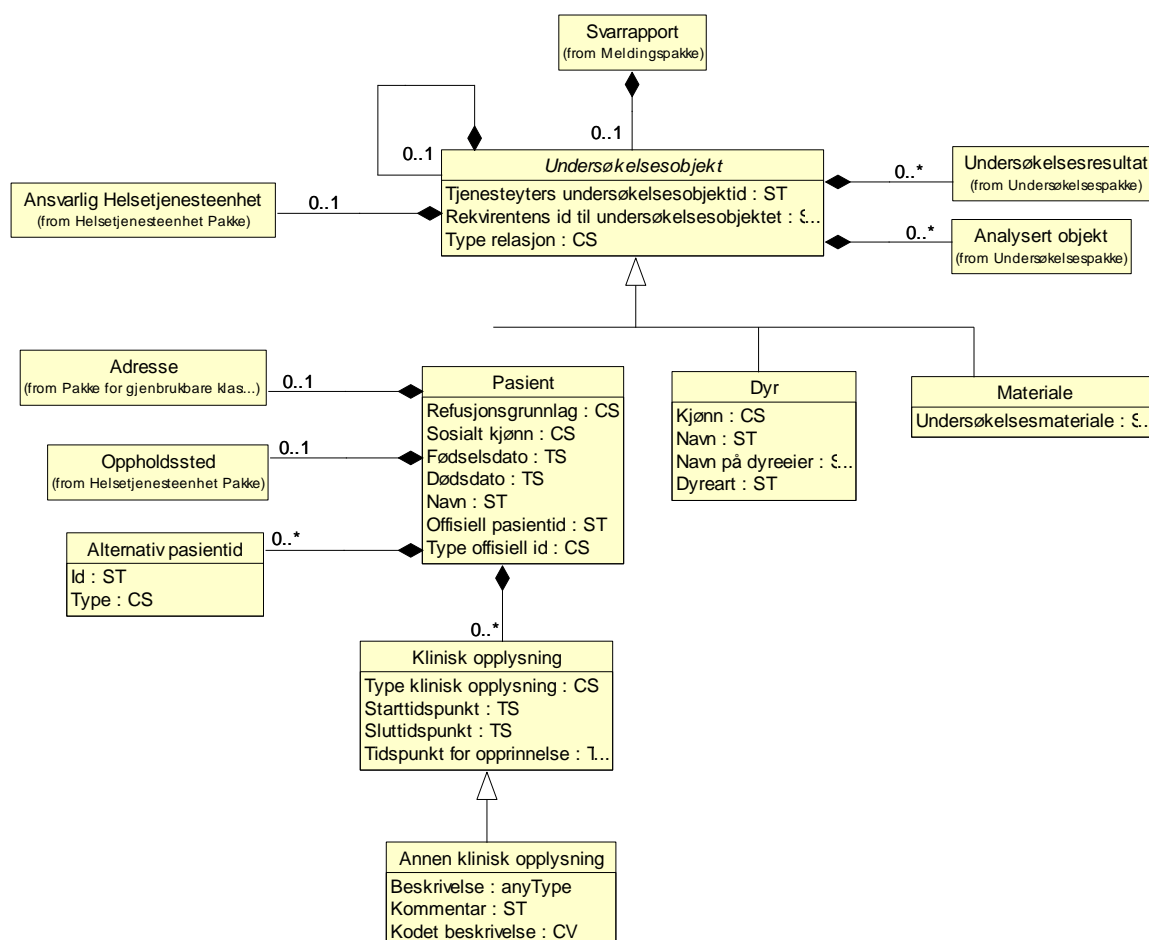 Svarrapport
(from Meldingspakke)
0..1
0..1
Undersøkelsesobjekt
Tjenesteyters undersøkelsesobjektid : ST
Rekvirentens id til undersøkelsesobjektet : S...
Type relasjon : CS
0..*
Undersøkelsesresultat
(from Undersøkelsespakke)
Ansvarlig Helsetjenesteenhet
(from Helsetjenesteenhet Pakke)
0..1
0..*
Analysert objekt
(from Undersøkelsespakke)
Adresse
(from Pakke for gjenbrukbare klas...)
0..1
Pasient
Refusjonsgrunnlag : CS
Sosialt kjønn : CS
Fødselsdato : TS
Dødsdato : TS
Navn : ST
Offisiell pasientid : ST
Type offisiell id : CS
Dyr
Kjønn : CS
Navn : ST
Navn på dyreeier : S...
Dyreart : ST
Materiale
Undersøkelsesmateriale : S...
Oppholdssted
(from Helsetjenesteenhet Pakke)
0..1
Alternativ pasientid
Id : ST
Type : CS
0..*
0..*
Klinisk opplysning
Type klinisk opplysning : CS
Starttidspunkt : TS
Sluttidspunkt : TS
Tidspunkt for opprinnelse : T...
Annen klinisk opplysning
Beskrivelse : anyType
Kommentar : ST
Kodet beskrivelse : CV